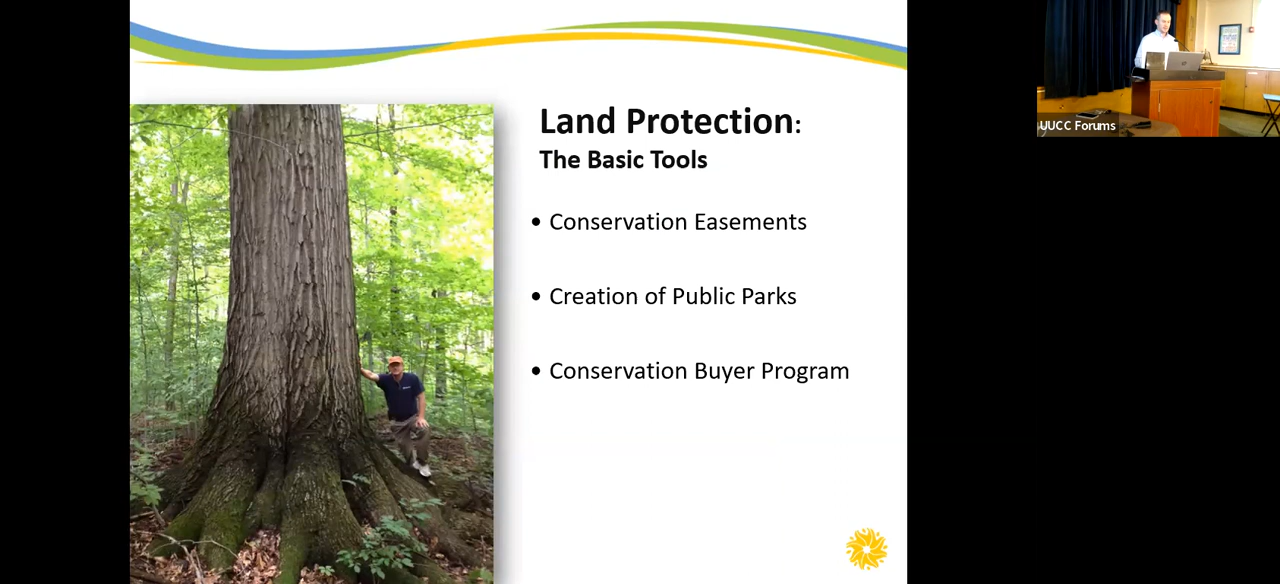 Land Protection:
The Basic Tools
• Conservation Easements
• Creation of Public Parks
• Conservation Buyer Program
UUCC Forums